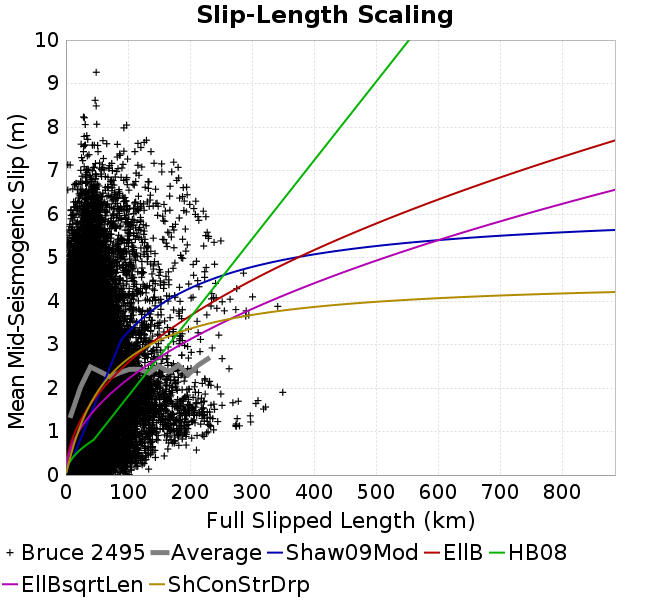 Slip-Length Scaling
Mean Mid-Seismogenic Slip (m)
10
9
8
7
6
5
4
3
2
1
0
0 100 200 300 400 500 600 700 800
Full Slipped Length (km)
Bruce 2495 Average Shaw09Mod EllB HB08
EllBsqrtLen ShConStrDrp